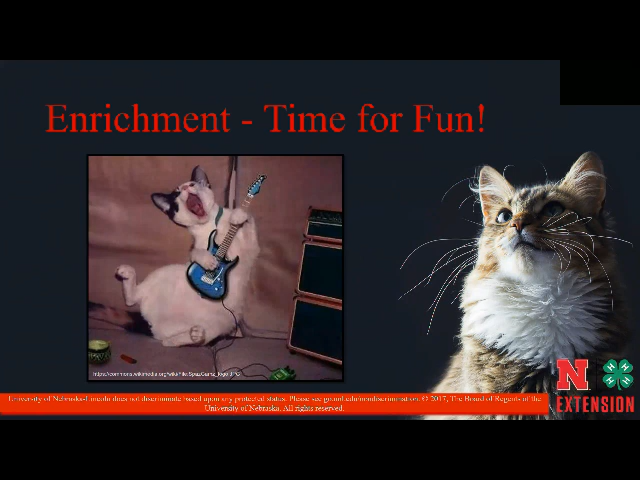 Enrichment - Time for Fun!
University of Nebraska-Lincoln does not discriminate based upon any protected status. Please see go.unl.edu/nondiscrimination. © 2017, The Board of Regents of the
University of Nebraska. All rights reserved.
N
EXTENSION